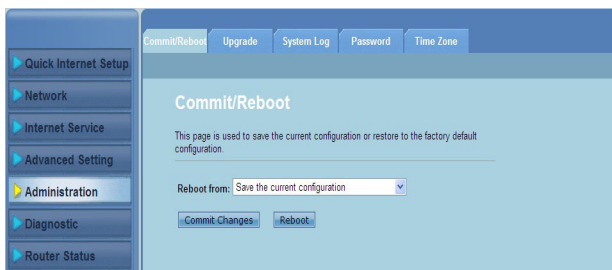 Commit/Reboot
Upgrade
System Log
Password
Time Zone
Quick Internet Setup
Network
Internet Service
Advanced Setting
Administration
Diagnostic
Router Status
Commit/Reboot
This page is used to save the current configuration or restore to the factory default
configuration.
Reboot from: Save the current configuration
Commit Changes Reboot